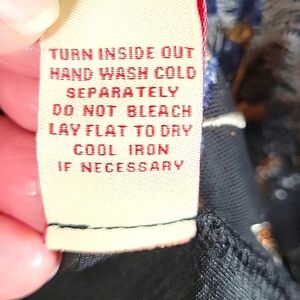 TURN INSIDE OUT
HAND WASH COLD
SEPARATELY
DO NOT BLEACH
LAY FLAT TO DRY
COOL IRON
IF NECESSARY